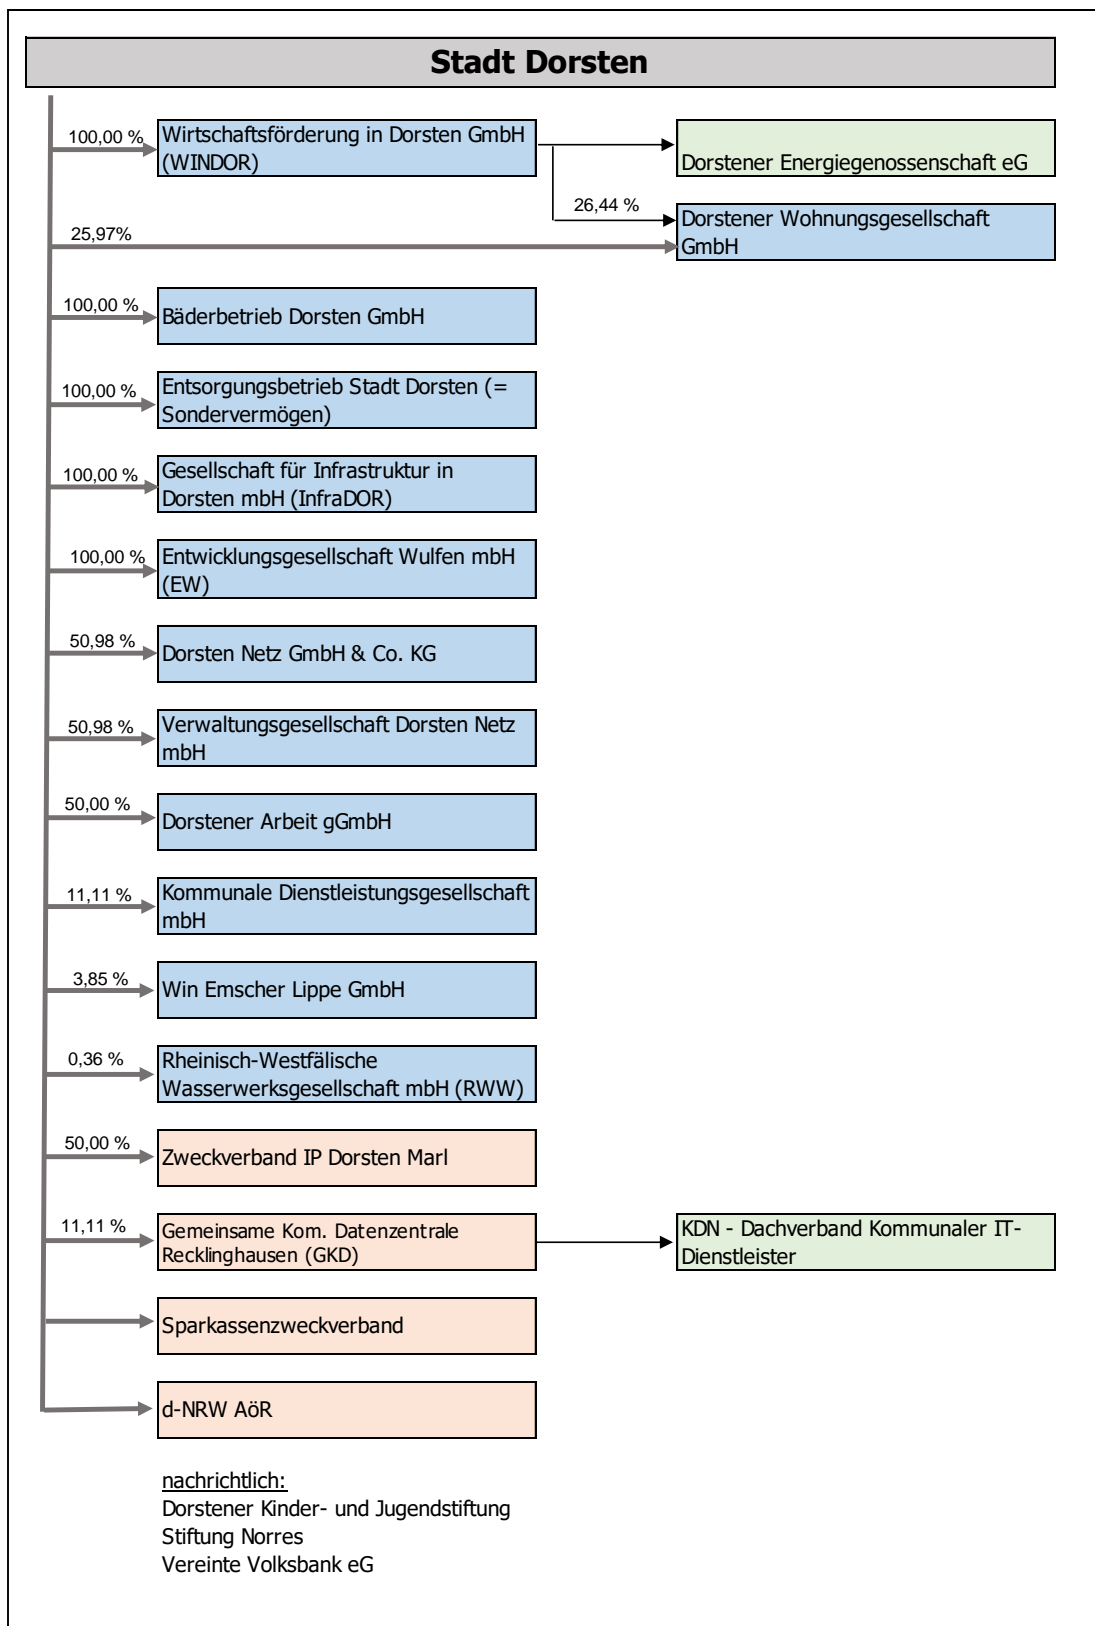 Stadt Dorsten
100,00 %
Wirtschaftsförderung in Dorsten GmbH
(WINDOR)
Dorstener Energiegenossenschaft eG
26,44 %
Dorstener Wohnungsgesellschaft
GmbH
25,97%
100,00 %
Bäderbetrieb Dorsten GmbH
100,00 %
Entsorgungsbetrieb Stadt Dorsten (=
Sondervermögen)
100,00 %
Gesellschaft für Infrastruktur in
Dorsten mbH (InfraDOR)
100,00 %
Entwicklungsgesellschaft Wulfen mbH
(EW)
50,98 %
Dorsten Netz GmbH & Co. KG
50,98 %
Verwaltungsgesellschaft Dorsten Netz
mbH
50,00 %
Dorstener Arbeit gGmbH
11,11 %
Kommunale Dienstleistungsgesellschaft
mbH
3,85 %
Win Emscher Lippe GmbH
0,36 %
Rheinisch-Westfälische
Wasserwerksgesellschaft mbH (RWW)
50,00 %
Zweckverband IP Dorsten Marl
11,11 %
Gemeinsame Kom. Datenzentrale
Recklinghausen (GKD)
KDN - Dachverband Kommunaler IT-
Dienstleister
Sparkassenzweckverband
d-NRW AöR
nachrichtlich:
Dorstener Kinder- und Jugendstiftung
Stiftung Norres
Vereinte Volksbank eG